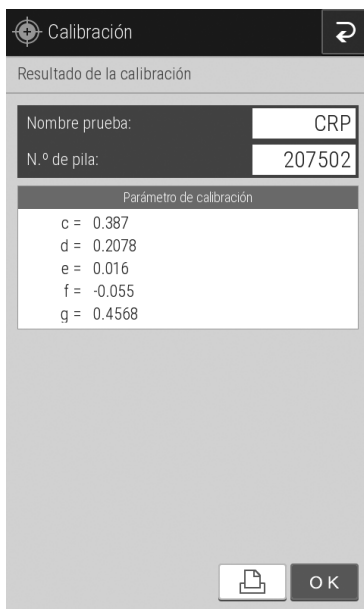 Calibración
Resultado de la calibración
Nombre prueba: CRP
N.º de pila: 207502
Parámetro de calibración
c = 0.387
d = 0.2078
e = 0.016
f = -0.055
g = 0.4568
OK